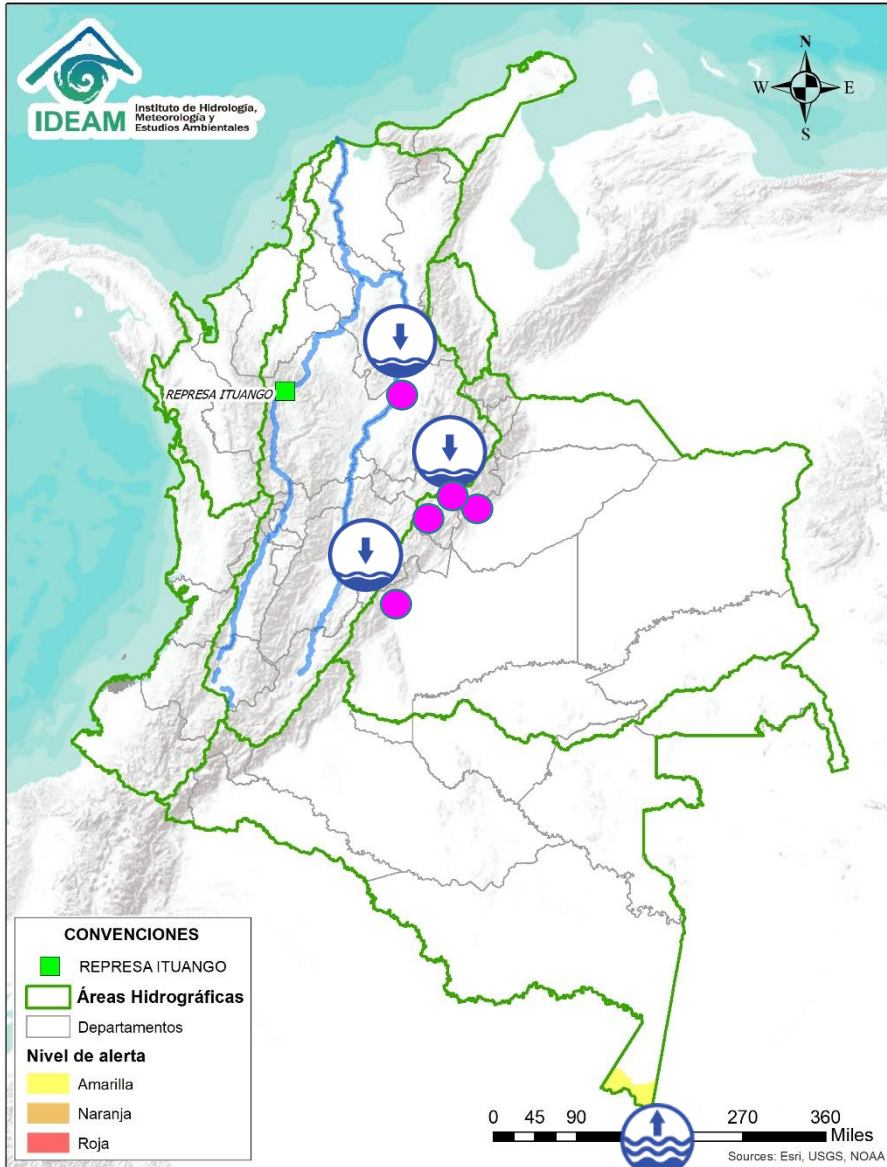 IDEAM
Instituto de Hidrología,
Meteorología y
Estudios Ambientales
N
W
E
S
REPRESA ITUANGO
CONVENCIONES
REPRESA ITUANGO
Áreas Hidrográficas
Departamentos
Nivel de alerta
Amarilla
Naranja
Roja
0 45 90 270 360
Miles
Sources: Esri, USGS, NOAA